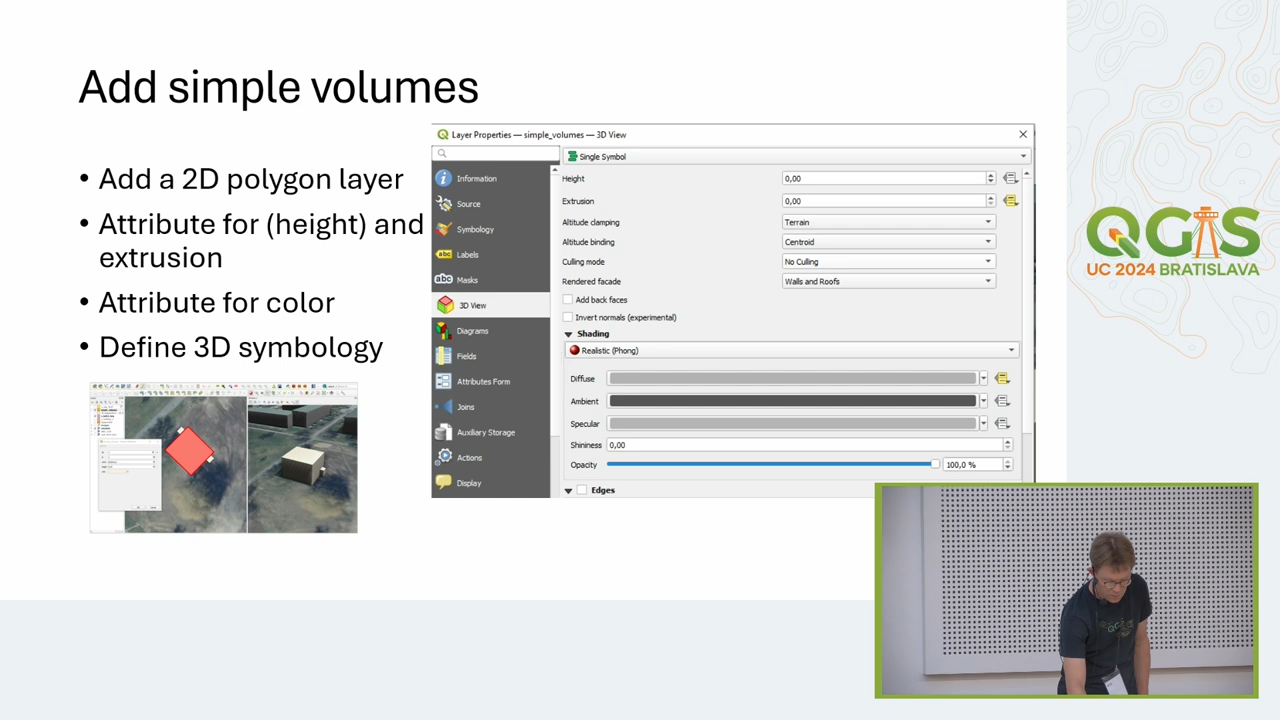 Add simple volumes
• Add a 2D polygon layer
• Attribute for (height) and
extrusion
• Attribute for color
• Define 3D symbology
Layer Properties — simple_volumes — 3D View
Information
Source
Symbology
Labels
Masks
3D View
Diagrams
Fields
Attributes Form
Joins
Auxiliary Storage
Actions
Display
Single Symbol
Height 0,00
Extrusion 0,00
Altitude clamping Terrain
Altitude binding Centroid
Culling mode No Culling
Rendered facade Walls and Roofs
Add back faces
Invert normals (experimental)
Shading
Realistic (Phong)
Diffuse
Ambient
Specular
Shininess 0,00
Opacity 100,0 %
Edges
QGIS
UC 2024 BRATISLAVA